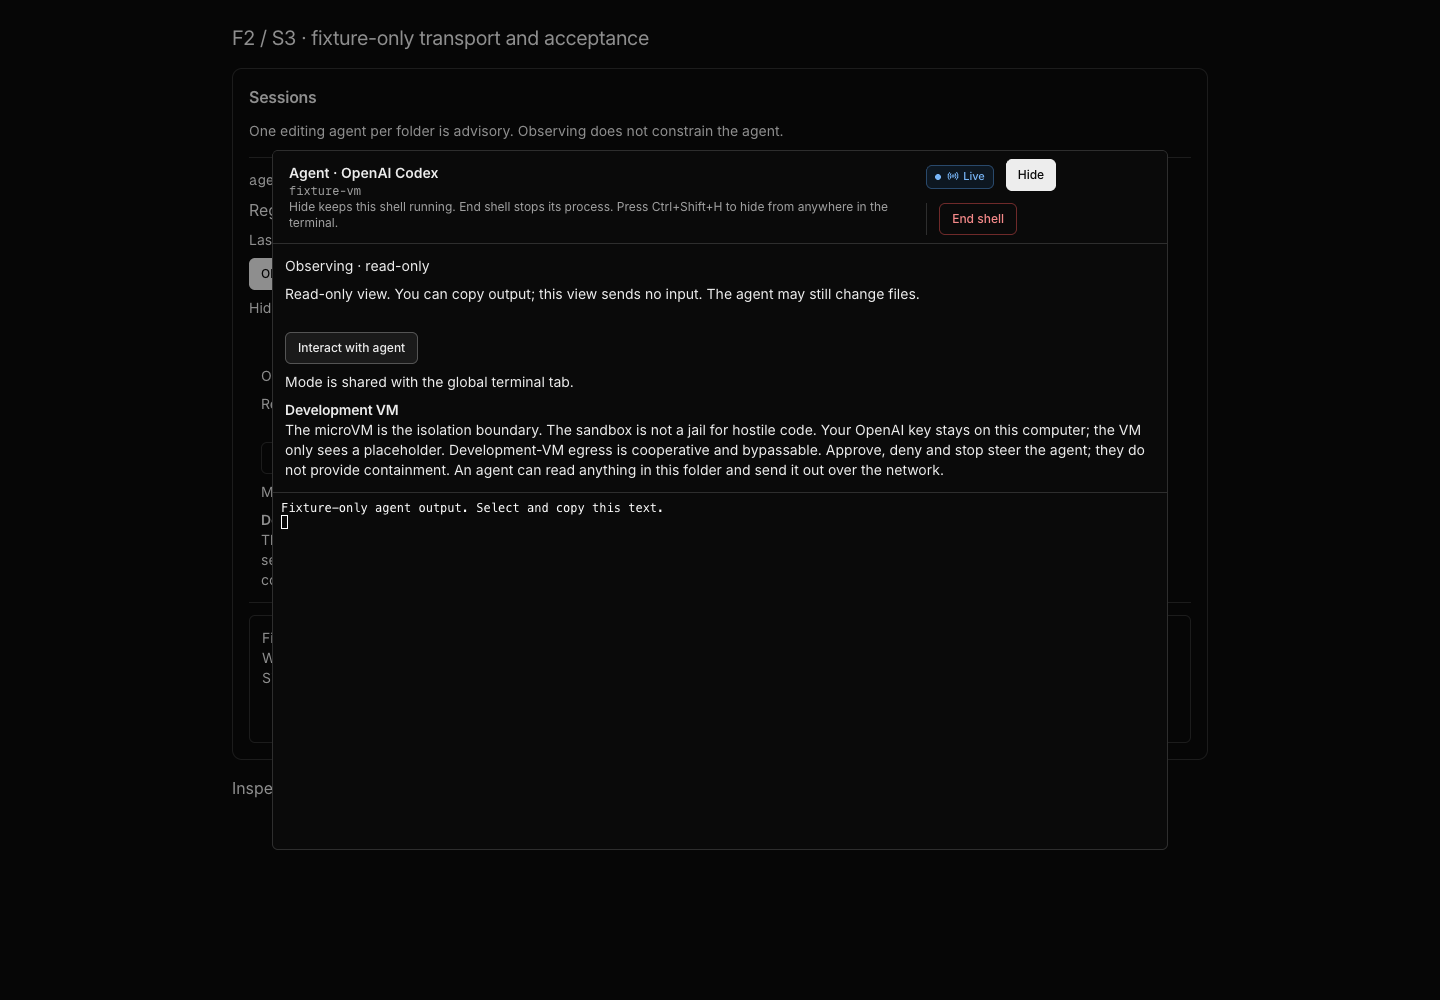 F2 / S3 · fixture-only transport and acceptance
Sessions
One editing agent per folder is advisory. Observing does not constrain the agent.
Agent · OpenAI Codex
fixture-vm
Hide keeps this shell running. End shell stops its process. Press Ctrl+Shift+H to hide from anywhere in the
terminal.
Live
Hide
End shell
Observing · read-only
Read-only view. You can copy output; this view sends no input. The agent may still change files.
Interact with agent
Mode is shared with the global terminal tab.
Development VM
The microVM is the isolation boundary. The sandbox is not a jail for hostile code. Your OpenAI key stays on this computer; the VM
only sees a placeholder. Development-VM egress is cooperative and bypassable. Approve, deny and stop steer the agent; they do
not provide containment. An agent can read anything in this folder and send it out over the network.
Fixture-only agent output. Select and copy this text.